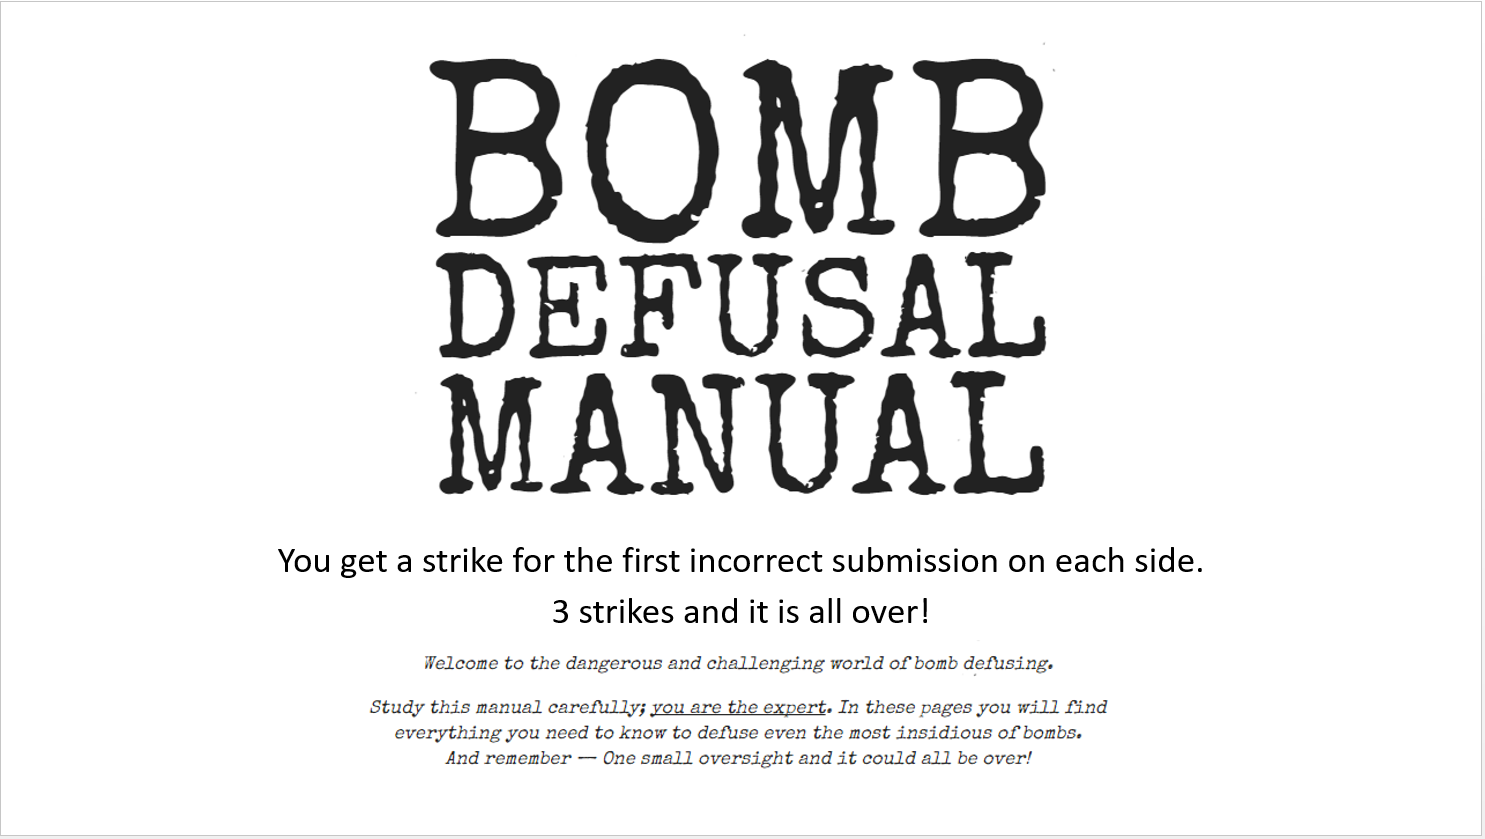 BOMB
DEFUSAL
MANUAL
You get a strike for the first incorrect submission on each side.
3 strikes and it is all over!
Welcome to the dangerous and challenging world of bomb defusing.
Study this manual carefully; you are the expert. In these pages you will find
everything you need to know to defuse even the most insidious of bombs.
And remember — One small oversight and it could all be over!